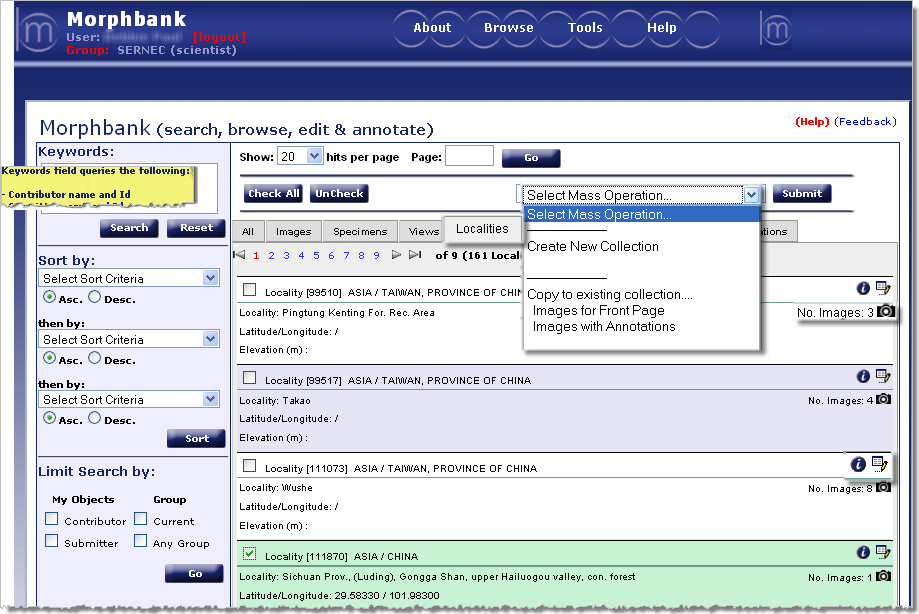 Morphbank
User: [logout]
Group: SERNEC (scientist)
About Browse Tools Help
m
m
Morphbank (search, browse, edit & annotate)
(Help) (Feedback)
Keywords:
Keywords field queries the following:
- Contributor name and Id
Search Reset
Sort by:
Select Sort Criteria
Asc. Desc.
then by:
Select Sort Criteria
Asc. Desc.
then by:
Select Sort Criteria
Asc. Desc.
Sort
Limit Search by:
My Objects Group
Contributor Current
Submitter Any Group
Go
Show: 20 hits per page Page: Go
Check All UnCheck Select Mass Operation... Submit
Select Mass Operation...
Create New Collection
Copy to existing collection....
Images for Front Page
Images with Annotations
All Images Specimens Views Localities
1 2 3 4 5 6 7 8 9 of 9 (161 Locali
Locality [99510] ASIA / TAIWAN, PROVINCE OF CHIN
Locality: Pingtung Kenting For. Rec. Area No. Images: 3
Latitude/Longitude: /
Elevation (m) :
Locality [99517] ASIA / TAIWAN, PROVINCE OF CHINA
Locality: Takao No. Images: 4
Latitude/Longitude: /
Elevation (m) :
Locality [111073] ASIA / TAIWAN, PROVINCE OF CHINA
Locality: Wushe No. Images: 8
Latitude/Longitude: /
Elevation (m) :
Locality [111870] ASIA / CHINA
Locality: Sichuan Prov., (Luding), Gongga Shan, upper Hailuogou valley, con. forest No. Images: 1
Latitude/Longitude: 29.58330 / 101.98300